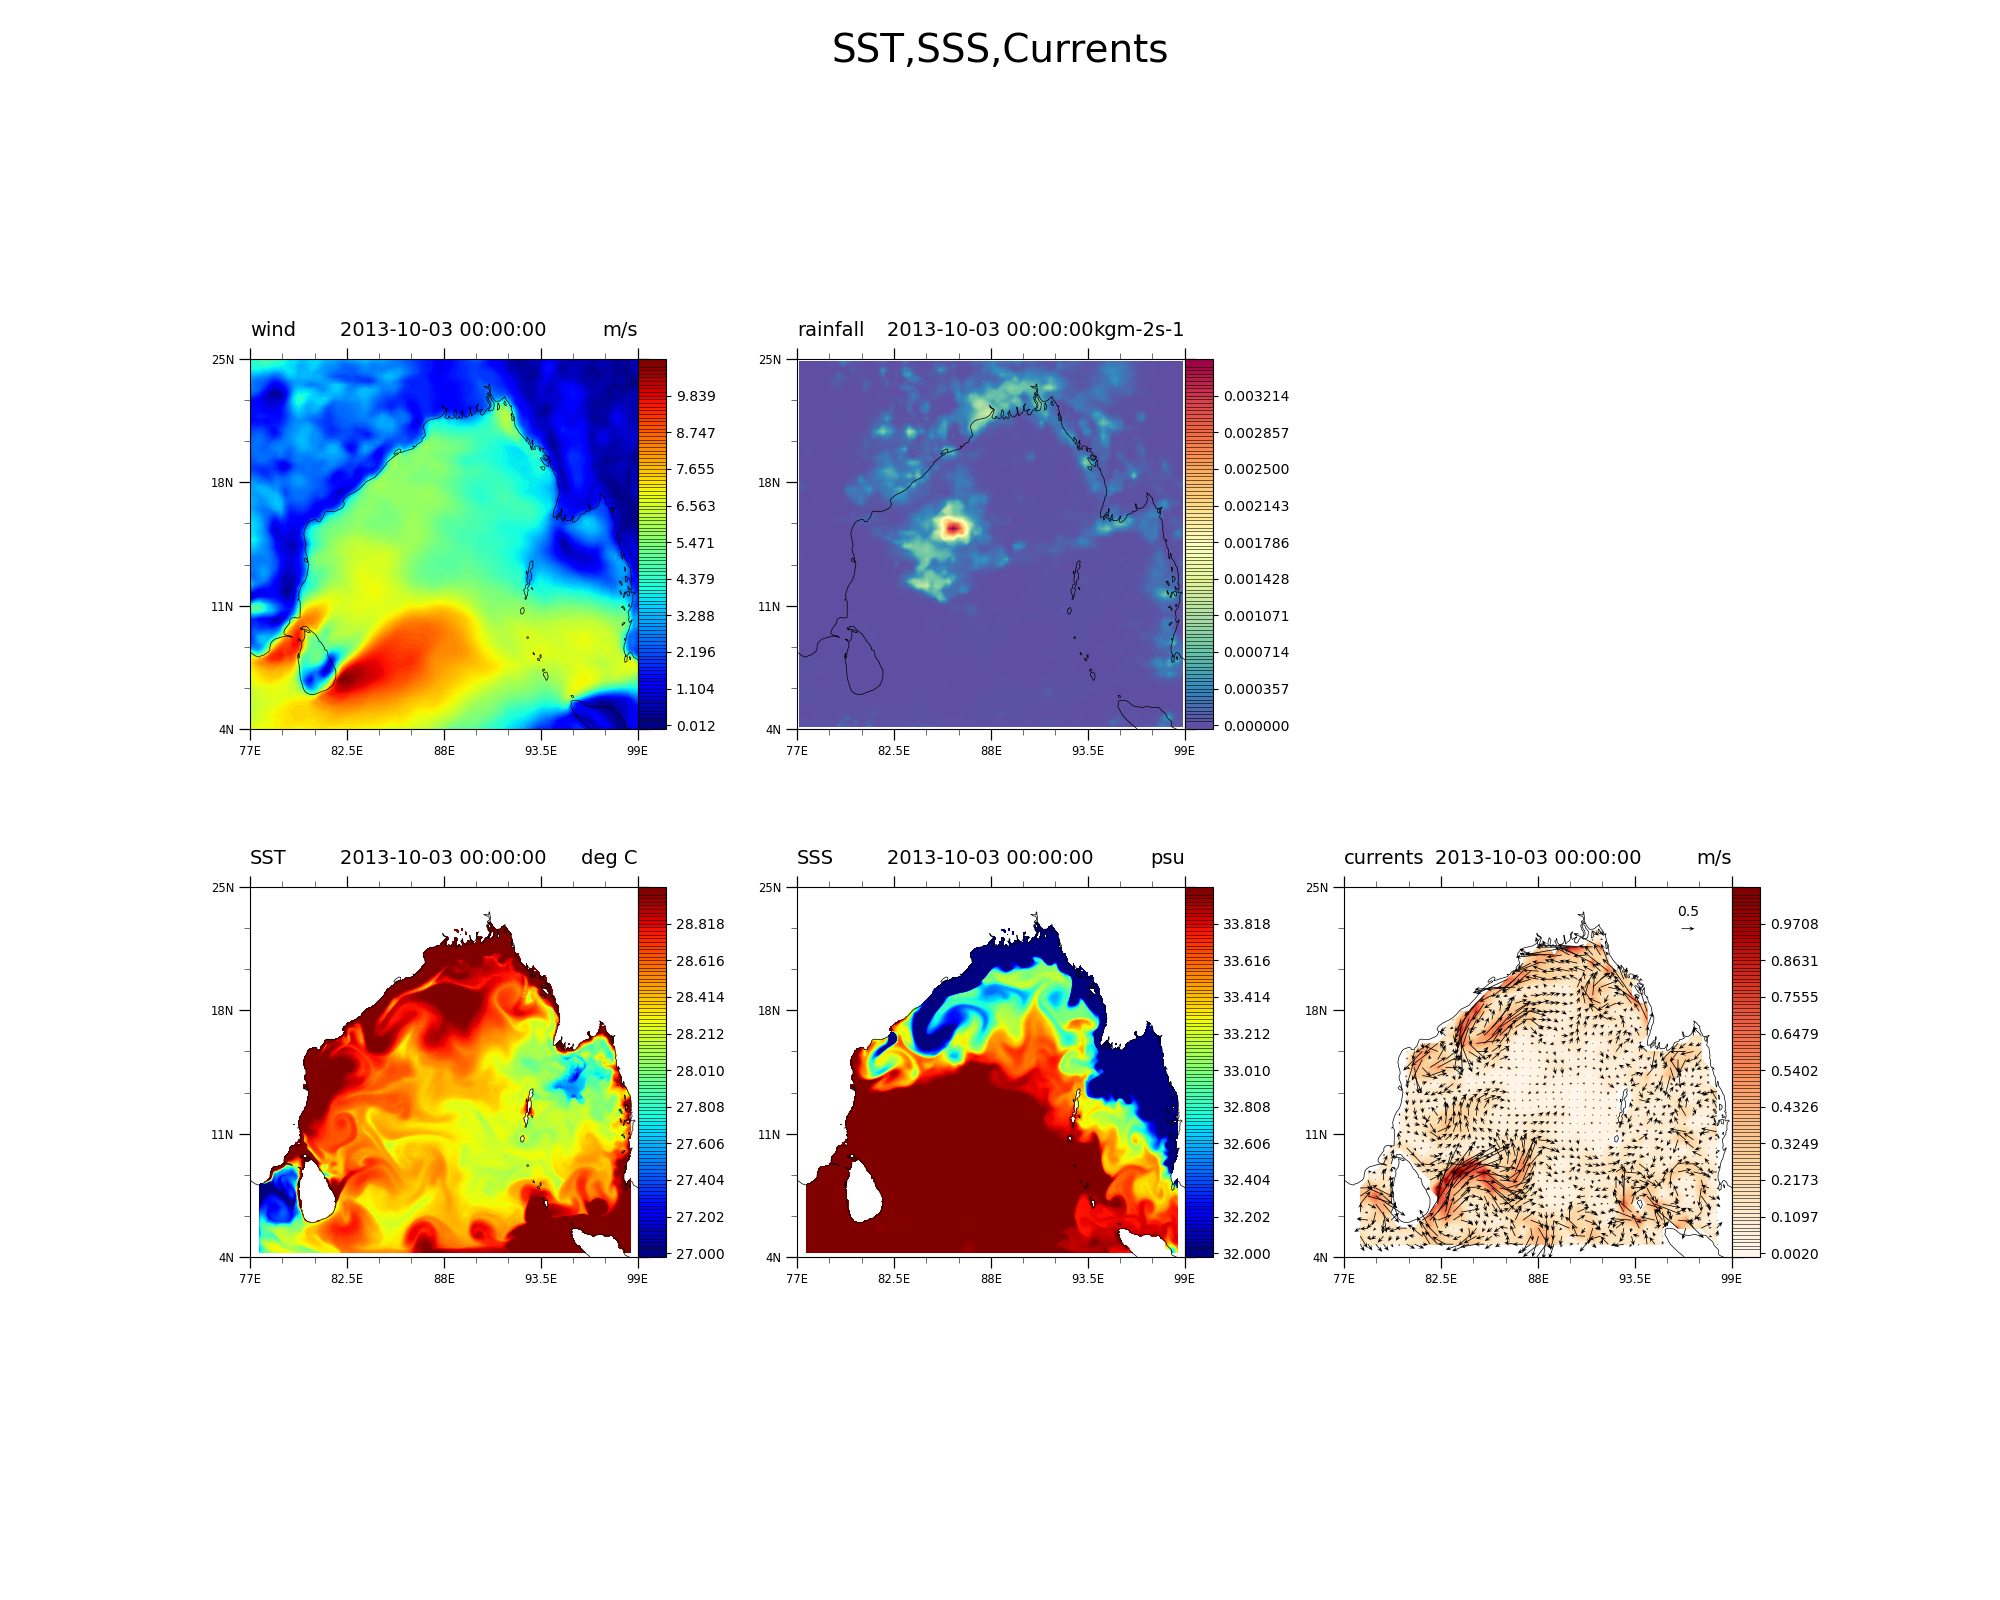 SST,SSS,Currents
wind 2013-10-03 00:00:00 m/s
25N
18N
11N
4N
77E 82.5E 88E 93.5E 99E
9.839
8.747
7.655
6.563
5.471
4.379
3.288
2.196
1.104
0.012
rainfall 2013-10-03 00:00:00kgm-2s-1
25N
18N
11N
4N
77E 82.5E 88E 93.5E 99E
0.003214
0.002857
0.002500
0.002143
0.001786
0.001428
0.001071
0.000714
0.000357
0.000000
SST 2013-10-03 00:00:00 deg C
25N
18N
11N
4N
77E 82.5E 88E 93.5E 99E
28.818
28.616
28.414
28.212
28.010
27.808
27.606
27.404
27.202
27.000
SSS 2013-10-03 00:00:00 psu
25N
18N
11N
4N
77E 82.5E 88E 93.5E 99E
33.818
33.616
33.414
33.212
33.010
32.808
32.606
32.404
32.202
32.000
currents 2013-10-03 00:00:00 m/s
0.5
25N
18N
11N
4N
77E 82.5E 88E 93.5E 99E
0.9708
0.8631
0.7555
0.6479
0.5402
0.4326
0.3249
0.2173
0.1097
0.0020